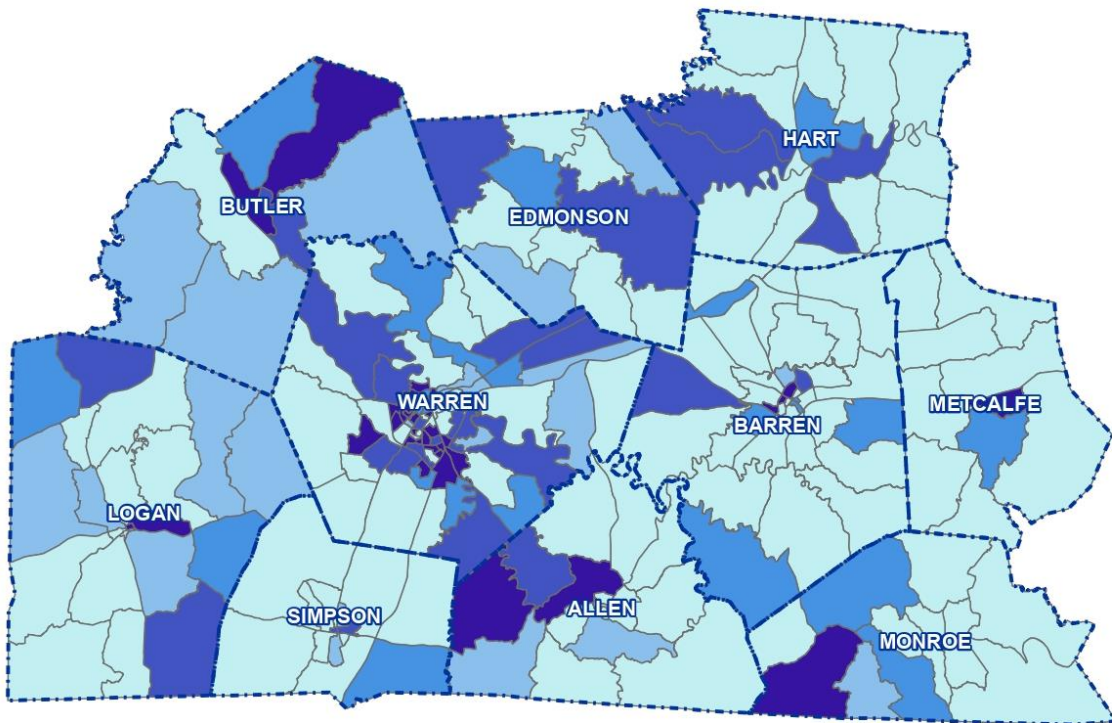 HART
BUTLER
EDMONSON
WARREN
METCALFE
BARREN
LOGAN
SIMPSON
ALLEN
MONROE